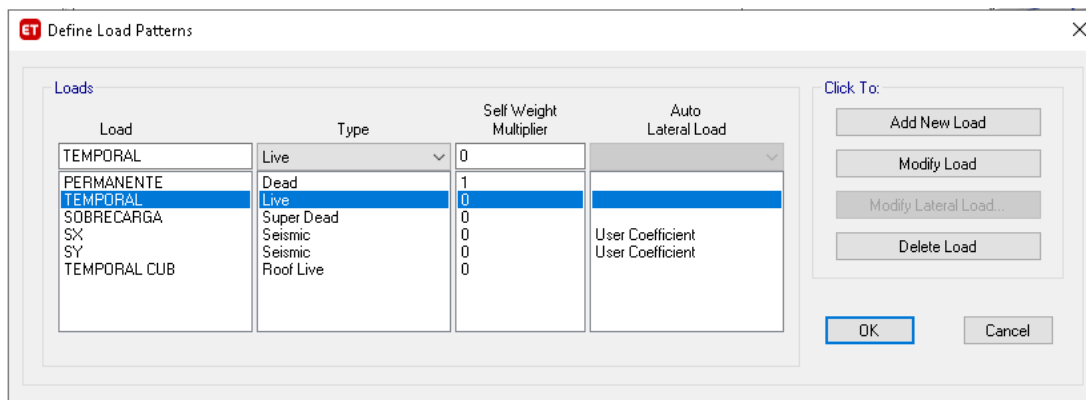 ET Define Load Patterns
Loads
Click To:
Load Type Self Weight Multiplier Auto Lateral Load
TEMPORAL Live 0
PERMANENTE Dead 1
TEMPORAL Live 0
SOBRECARGA Super Dead 0
SX Seismic 0 User Coefficient
SY Seismic 0 User Coefficient
TEMPORAL CUB Roof Live 0
Add New Load
Modify Load
Modify Lateral Load...
Delete Load
OK Cancel